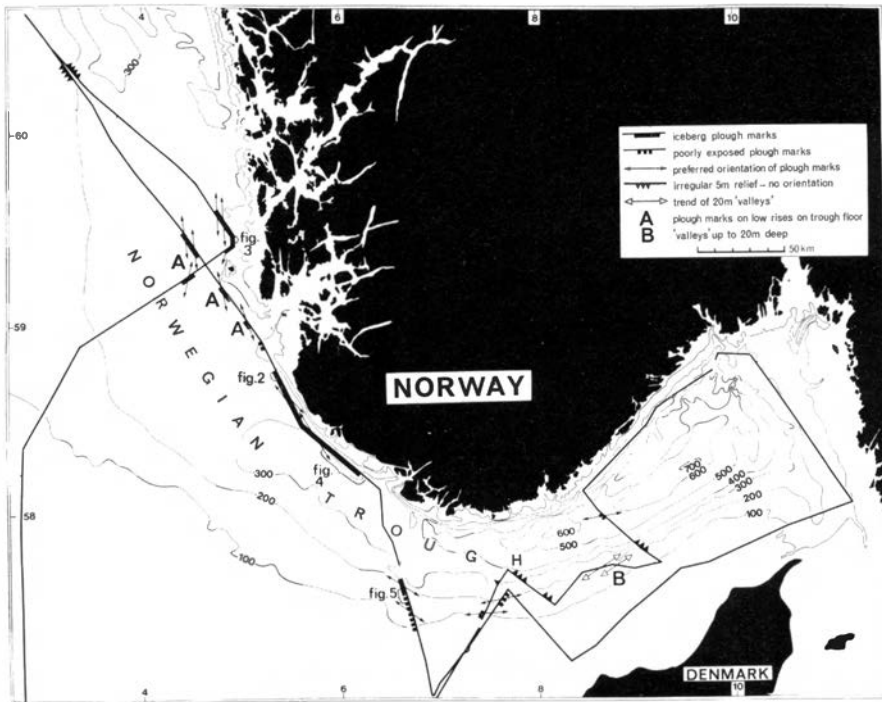 4
6
8
10
300
60
iceberg plough marks
poorly exposed plough marks
preferred orientation of plough marks
irregular 5m relief – no orientation
trend of 20m 'valleys'
A plough marks on low rises on trough floor
B 'valleys' up to 20m deep
50 km
fig. 3
A
A
A
59
fig.2
NORWEGIAN TROUGH
NORWAY
fig. 4
300
200
100
58
700
600
500
400
300
200
100
600
500
B
fig.5
DENMARK
4
6
8
10